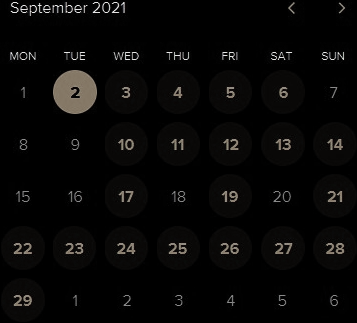 September 2021 < >
MON TUE WED THU FRI SAT SUN
1 2 3 4 5 6 7
8 9 10 11 12 13 14
15 16 17 18 19 20 21
22 23 24 25 26 27 28
29 1 2 3 4 5 6